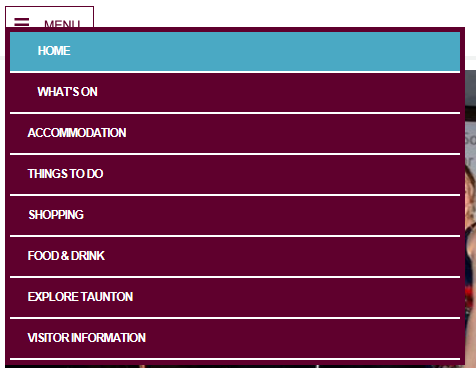 MENU
HOME
WHAT'S ON
ACCOMMODATION
THINGS TO DO
SHOPPING
FOOD & DRINK
EXPLORE TAUNTON
VISITOR INFORMATION